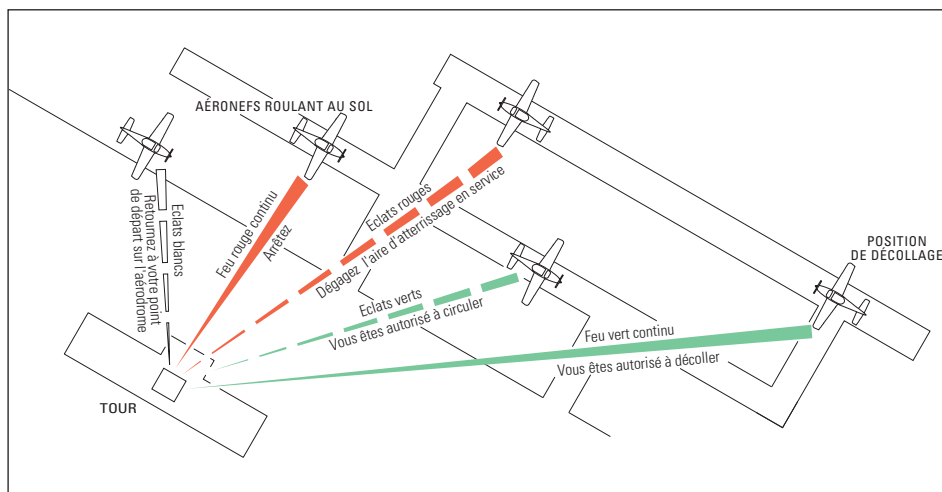 AÉRONEFS ROULANT AU SOL
Eclats blancs
Retournez à votre point
de départ sur l'aérodrome
Feu rouge continu
Arrêtez
Eclats rouges
Dégagez l'aire d'atterrissage en service
Eclats verts
Vous êtes autorisé à circuler
POSITION
DE DÉCOLLAGE
Feu vert continu
Vous êtes autorisé à décoller
TOUR